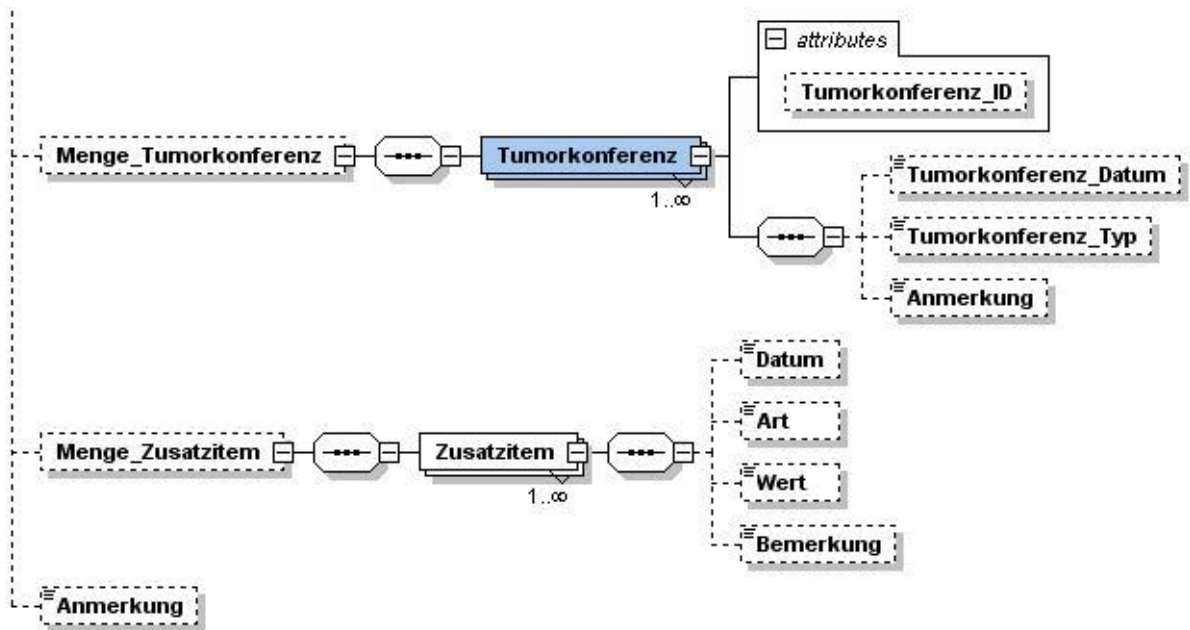 attributes
Tumorkonferenz_ID
Menge_Tumorkonferenz
Tumorkonferenz
1..∞
Tumorkonferenz_Datum
Tumorkonferenz_Typ
Anmerkung
Menge_Zusatzitem
Zusatzitem
1..∞
Datum
Art
Wert
Bemerkung
Anmerkung